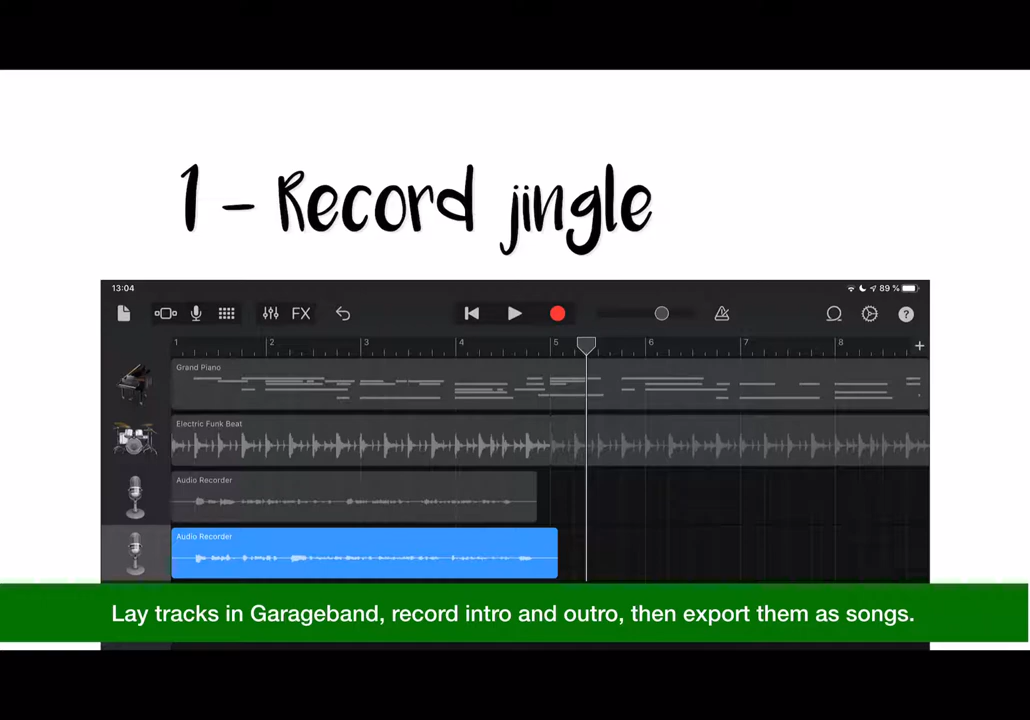 1 - Record jingle
13:04
89 %
FX
?
1 2 3 4 5 6 7 8 +
Grand Piano
Electric Funk Beat
Audio Recorder
Audio Recorder
Lay tracks in Garageband, record intro and outro, then export them as songs.